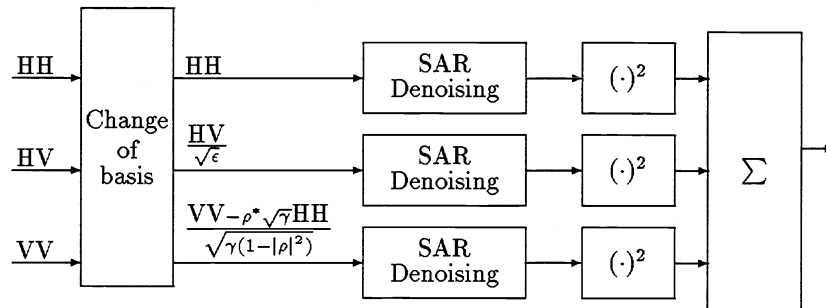 HH
HV
VV
Change
of
basis
HH
HV/√ϵ
VV−ρ*√γHH/√γ(1−|ρ|²)
SAR
Denoising
SAR
Denoising
SAR
Denoising
(·)²
(·)²
(·)²
Σ